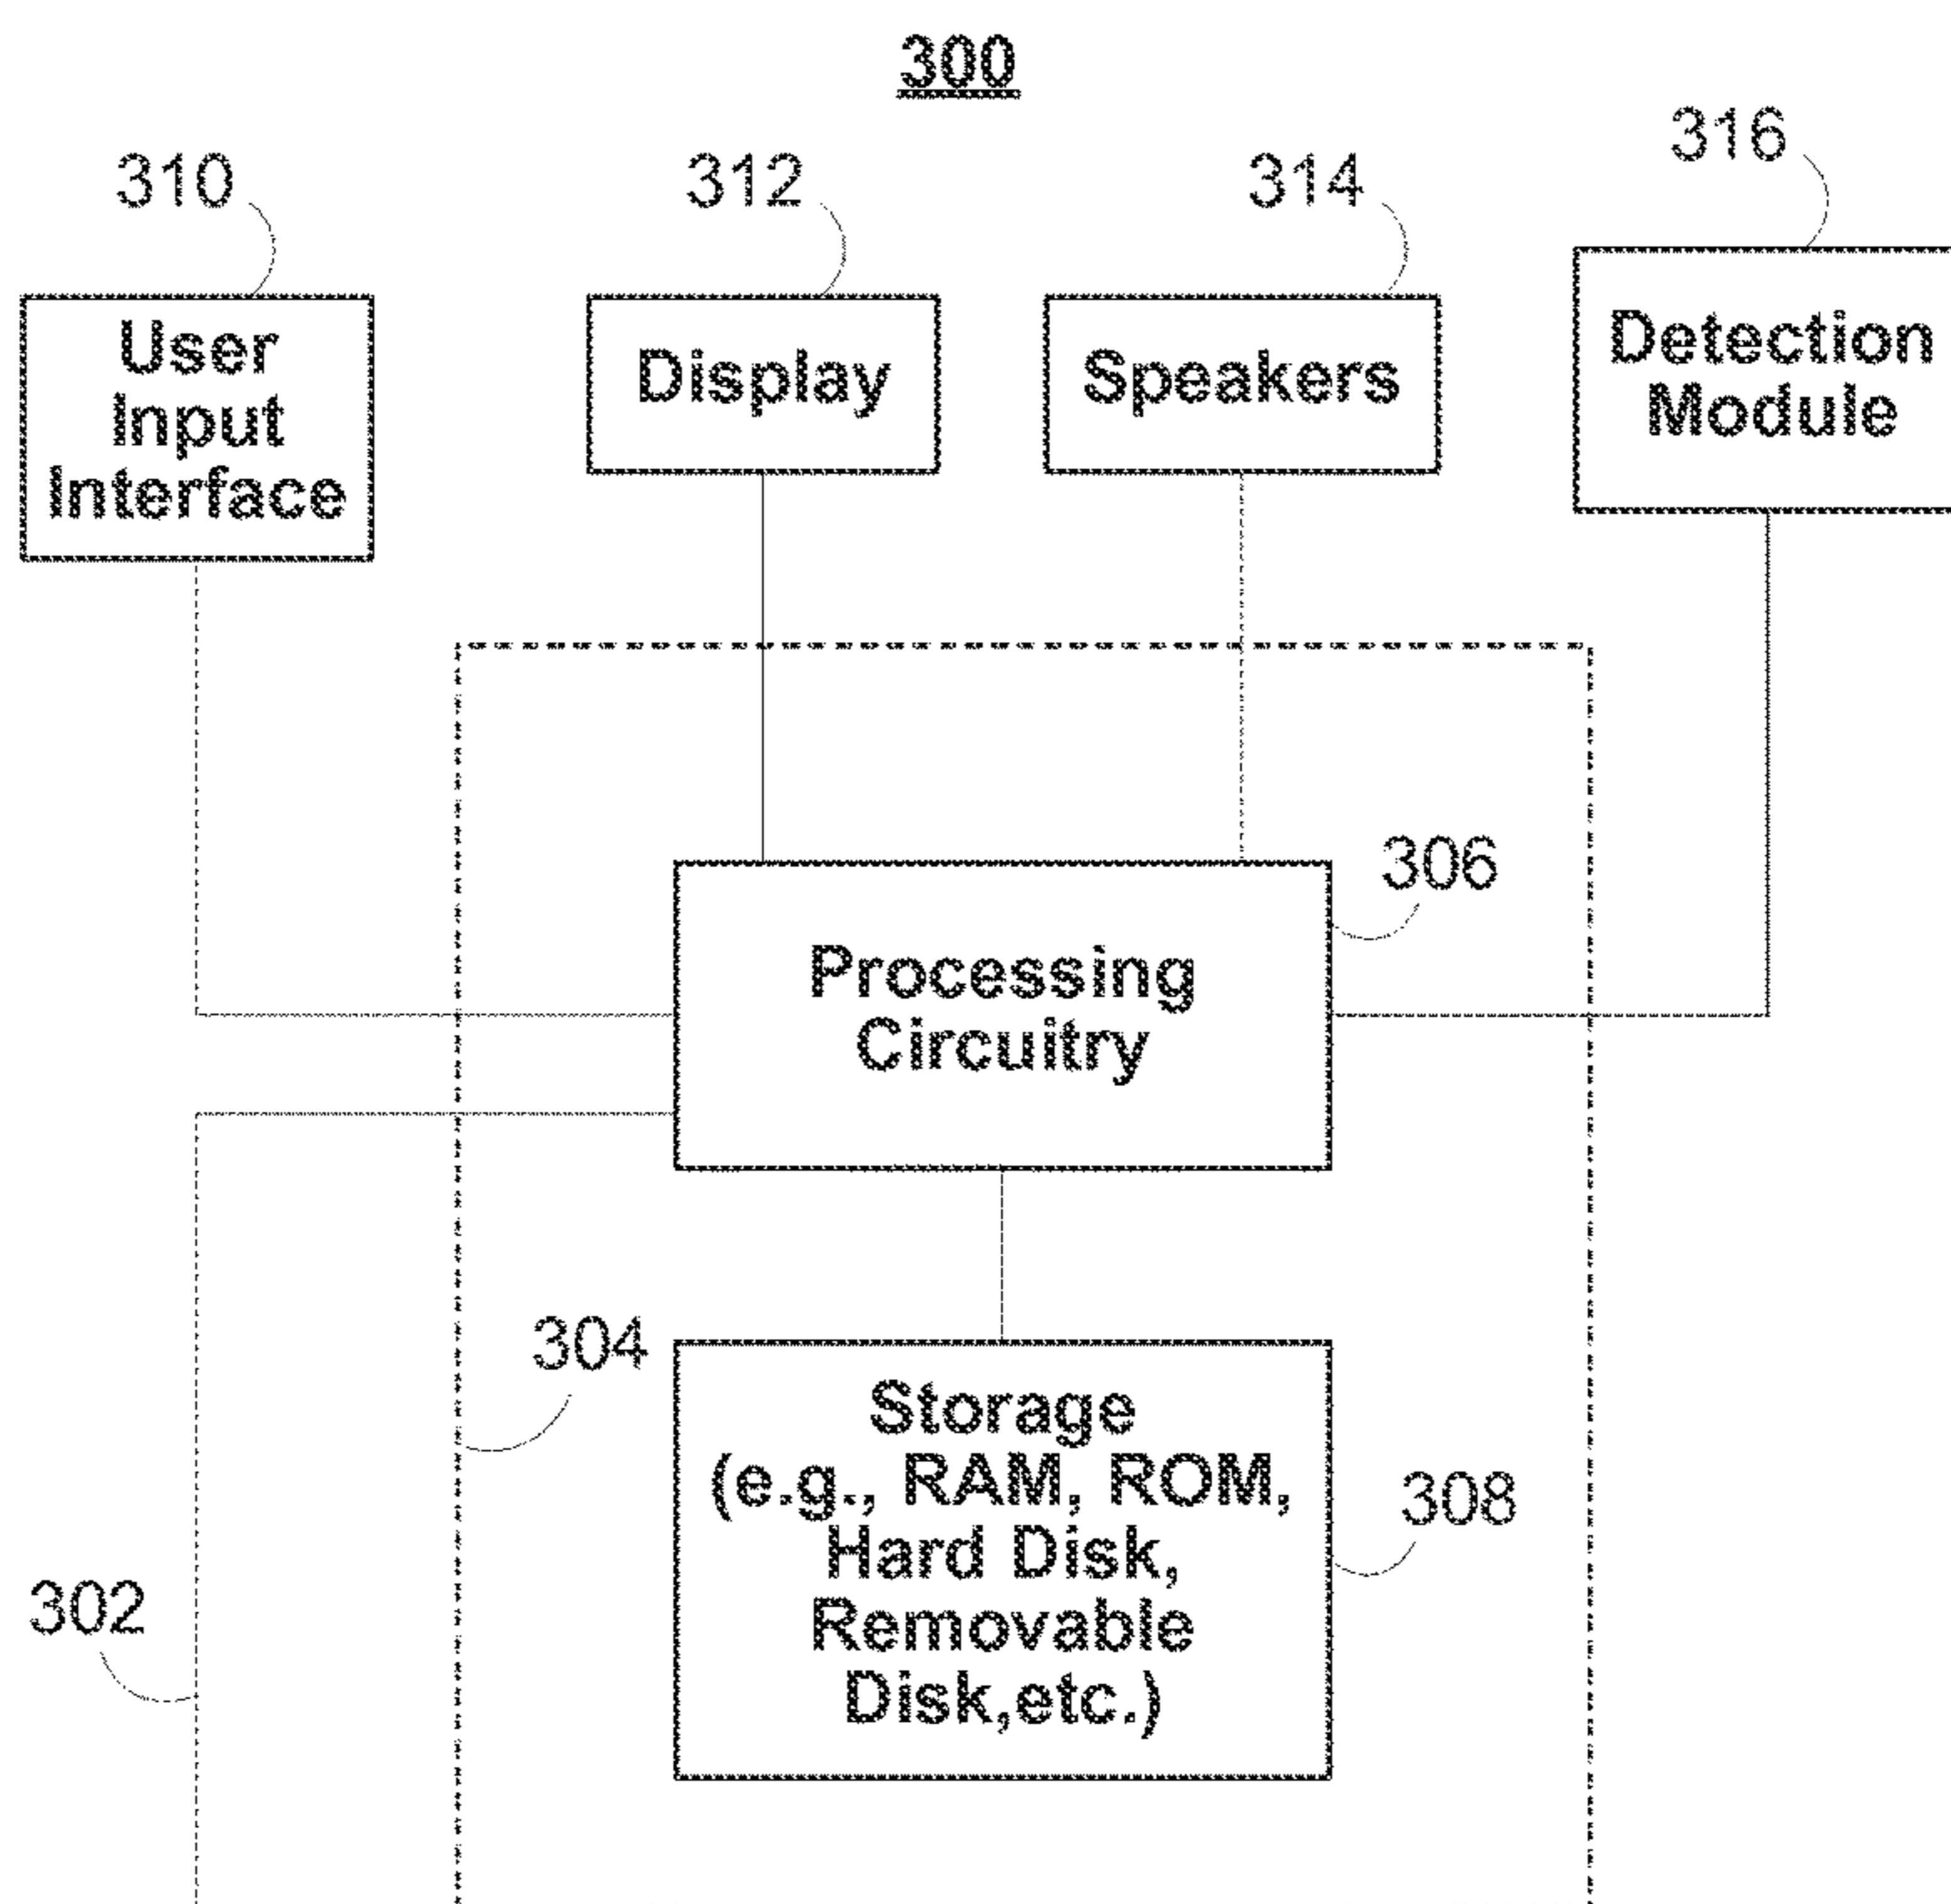 300
310
312
314
316
User
Input
Interface
Display
Speakers
Detection
Module
306
Processing
Circuitry
304
Storage
(e.g., RAM, ROM,
Hard Disk,
Removable
Disk,etc.)
308
302